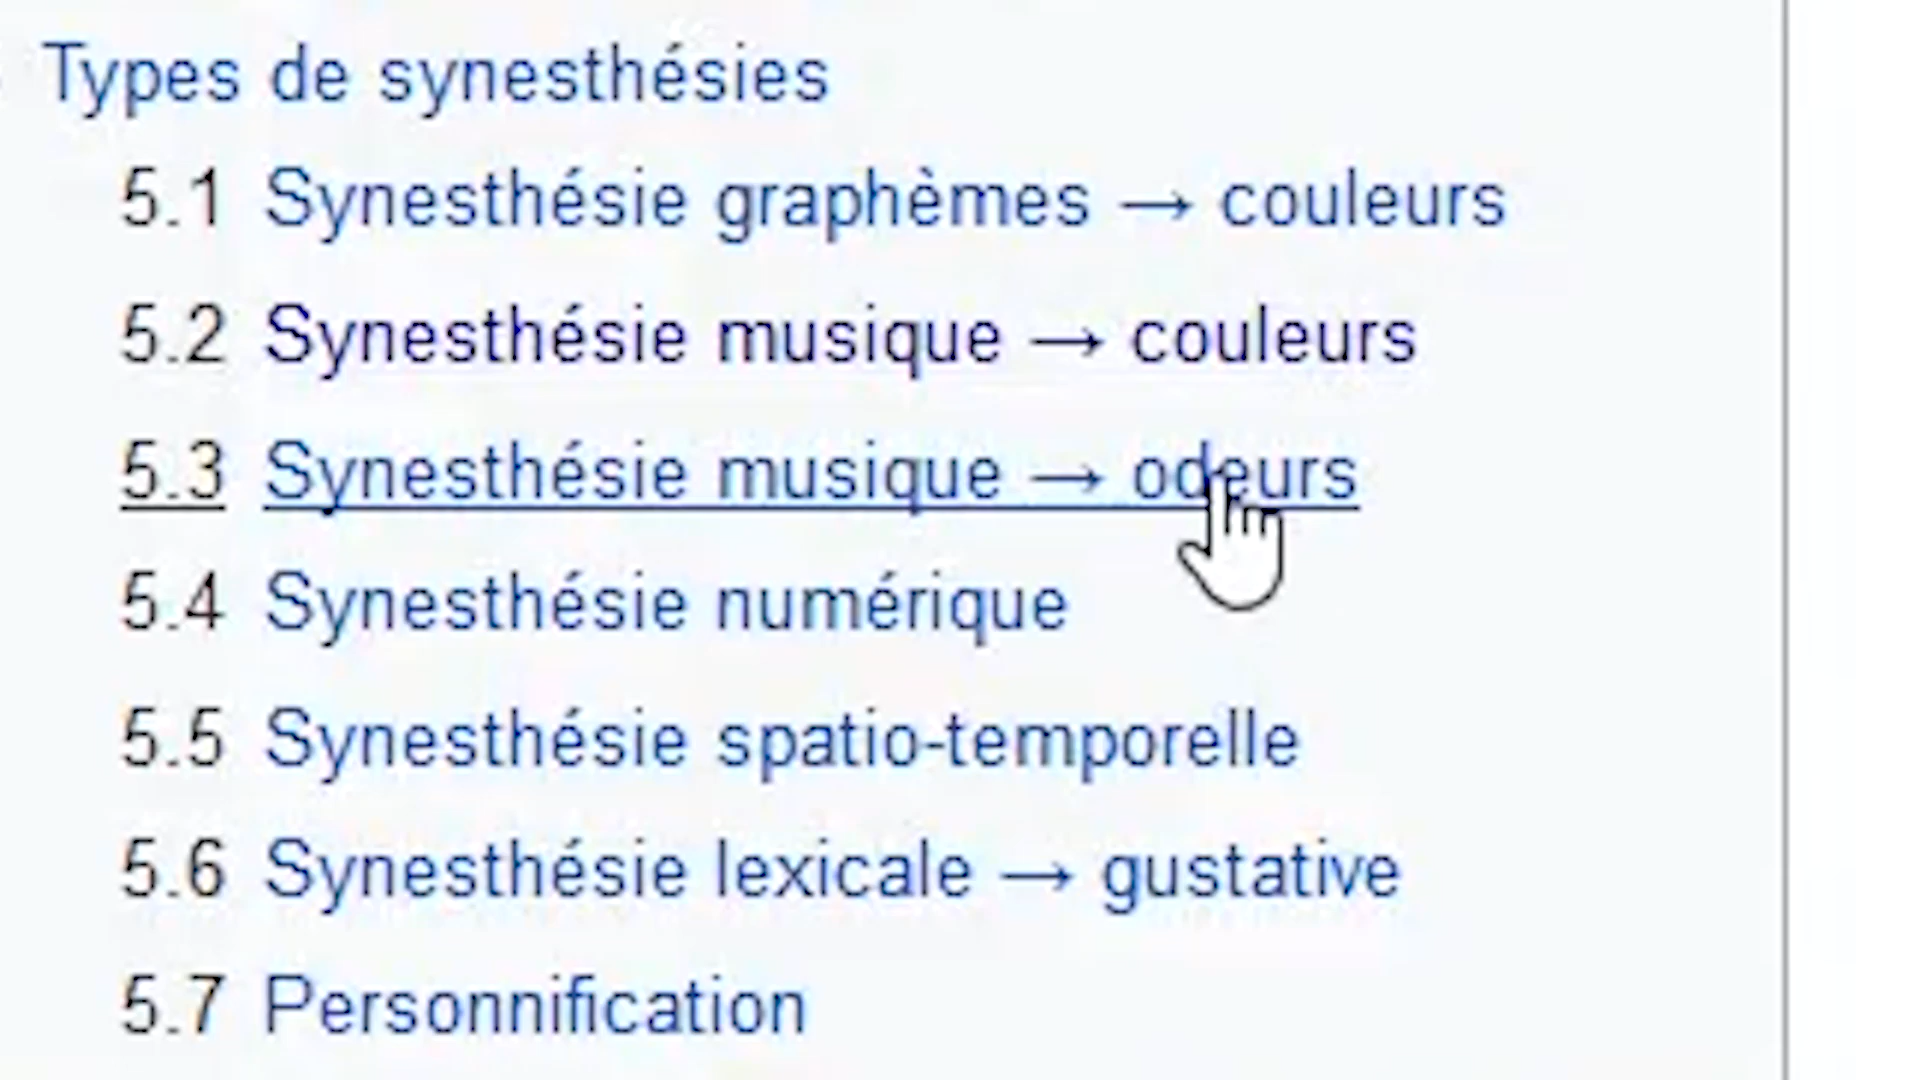 Types de synesthésies
5.1 Synesthésie graphèmes → couleurs
5.2 Synesthésie musique → couleurs
5.3 Synesthésie musique → odeurs
5.4 Synesthésie numérique
5.5 Synesthésie spatio-temporelle
5.6 Synesthésie lexicale → gustative
5.7 Personnification